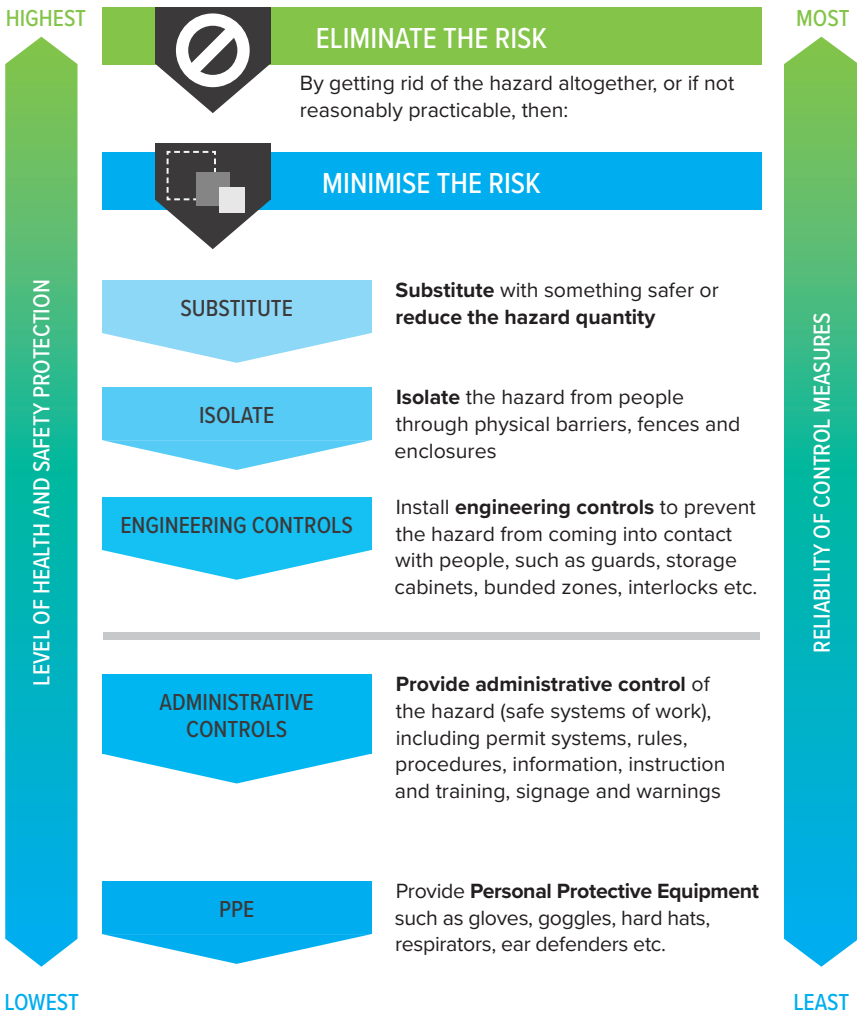 HIGHEST
MOST
ELIMINATE THE RISK
By getting rid of the hazard altogether, or if not
reasonably practicable, then:
MINIMISE THE RISK
LEVEL OF HEALTH AND SAFETY PROTECTION
RELIABILITY OF CONTROL MEASURES
SUBSTITUTE
Substitute with something safer or
reduce the hazard quantity
ISOLATE
Isolate the hazard from people
through physical barriers, fences and
enclosures
ENGINEERING CONTROLS
Install engineering controls to prevent
the hazard from coming into contact
with people, such as guards, storage
cabinets, bunded zones, interlocks etc.
ADMINISTRATIVE
CONTROLS
Provide administrative control of
the hazard (safe systems of work),
including permit systems, rules,
procedures, information, instruction
and training, signage and warnings
PPE
Provide Personal Protective Equipment
such as gloves, goggles, hard hats,
respirators, ear defenders etc.
LOWEST
LEAST